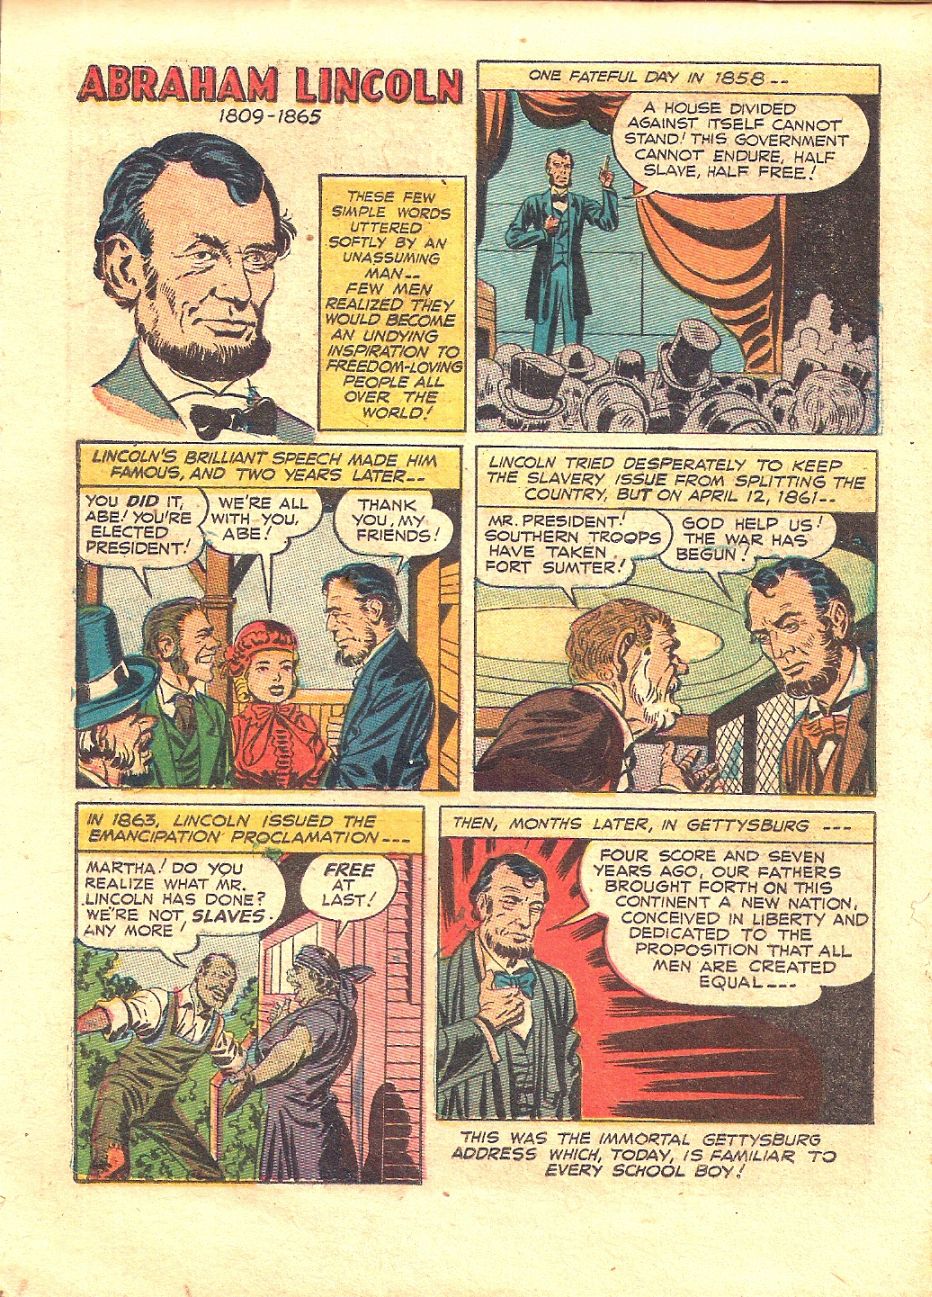 ABRAHAM LINCOLN
1809-1865
THESE FEW
SIMPLE WORDS
UTTERED
SOFTLY BY AN
UNASSUMING
MAN--
FEW MEN
REALIZED THEY
WOULD BECOME
AN UNDYING
INSPIRATION TO
FREEDOM-LOVING
PEOPLE ALL
OVER THE
WORLD!
ONE FATEFUL DAY IN 1858--
A HOUSE DIVIDED
AGAINST ITSELF CANNOT
STAND! THIS GOVERNMENT
CANNOT ENDURE, HALF
SLAVE, HALF FREE!
LINCOLN'S BRILLIANT SPEECH MADE HIM
FAMOUS, AND TWO YEARS LATER--
YOU DID IT,
ABE! YOU'RE
ELECTED
PRESIDENT!
WE'RE ALL
WITH YOU,
ABE!
THANK
YOU, MY
FRIENDS!
LINCOLN TRIED DESPERATELY TO KEEP
THE SLAVERY ISSUE FROM SPLITTING THE
COUNTRY, BUT ON APRIL 12, 1861--
MR. PRESIDENT!
SOUTHERN TROOPS
HAVE TAKEN
FORT SUMTER!
GOD HELP US!
THE WAR HAS
BEGUN!
IN 1863, LINCOLN ISSUED THE
EMANCIPATION PROCLAMATION---
MARTHA! DO YOU
REALIZE WHAT MR.
LINCOLN HAS DONE?
WE'RE NOT SLAVES
ANY MORE!
FREE
AT
LAST!
THEN, MONTHS LATER, IN GETTYSBURG ---
FOUR SCORE AND SEVEN
YEARS AGO, OUR FATHERS
BROUGHT FORTH ON THIS
CONTINENT A NEW NATION,
CONCEIVED IN LIBERTY AND
DEDICATED TO THE
PROPOSITION THAT ALL
MEN ARE CREATED
EQUAL---
THIS WAS THE IMMORTAL GETTYSBURG
ADDRESS WHICH, TODAY, IS FAMILIAR TO
EVERY SCHOOL BOY!